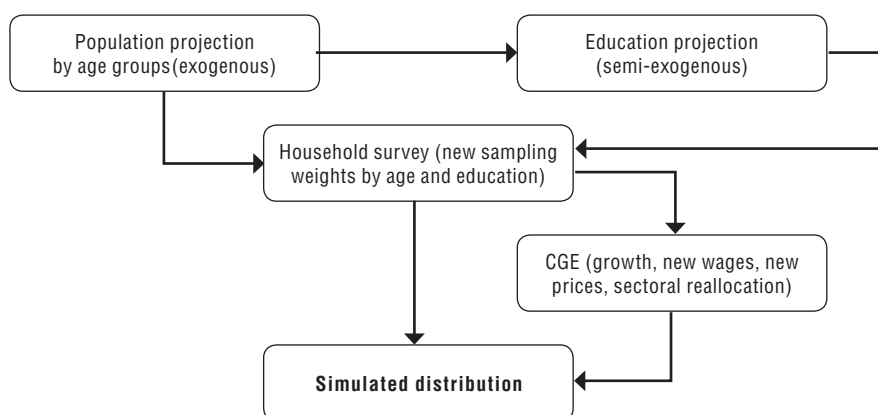 Population projection
by age groups(exogenous)
Education projection
(semi-exogenous)
Household survey (new sampling
weights by age and education)
CGE (growth, new wages, new
prices, sectoral reallocation)
Simulated distribution